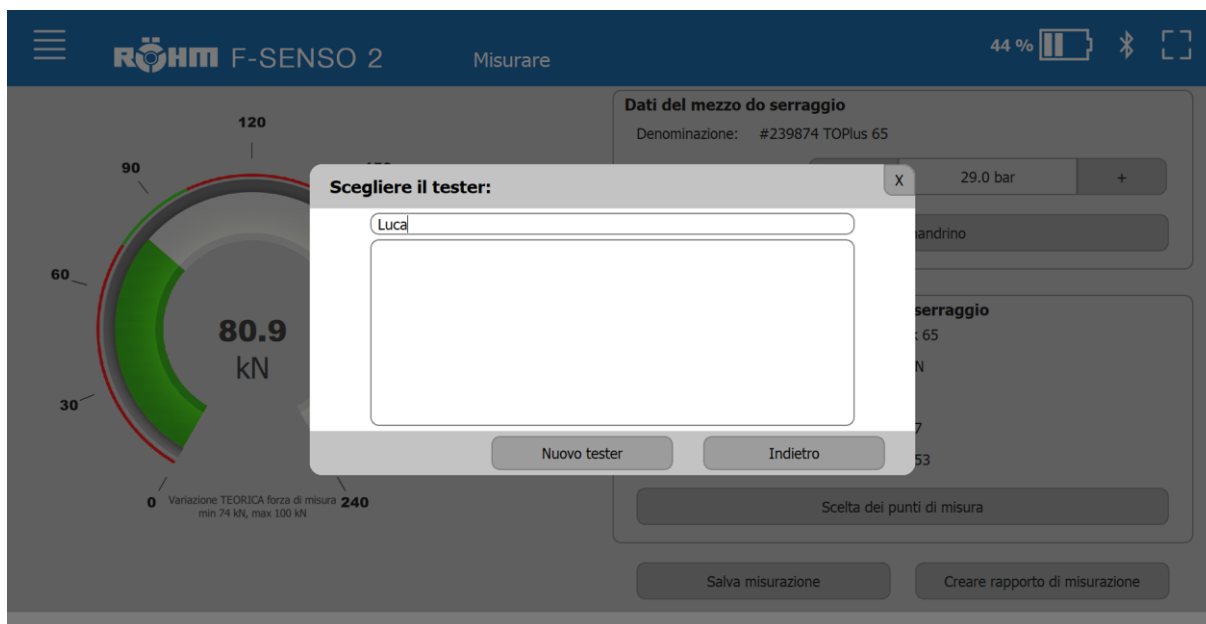 RÖHM F-SENSO 2
Misurare
44 %
120
90
60
30
0
240
80.9
kN
Variazione TEORICA forza di misura
min 74 kN, max 100 kN
Dati del mezzo do serraggio
Denominazione: #239874 TOPlus 65
29.0 bar
+
Scegliere il tester:
X
Luca
Nuovo tester
Indietro
serraggio
65
N
7
53
Scelta dei punti di misura
Salva misurazione
Creare rapporto di misurazione